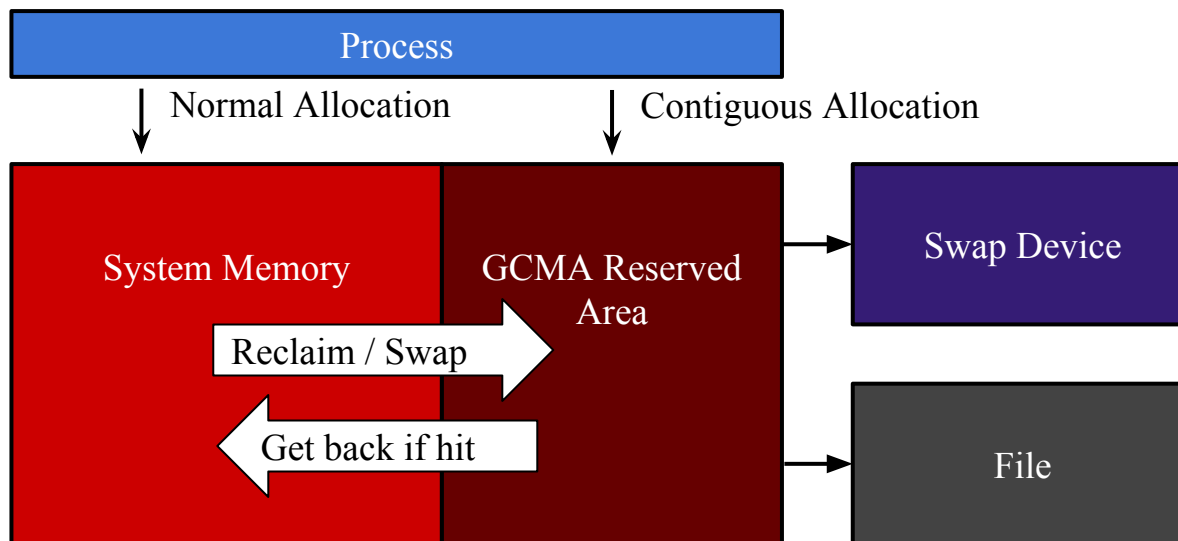 Process
Normal Allocation
Contiguous Allocation
System Memory
GCMA Reserved
Area
Swap Device
Reclaim / Swap
Get back if hit
File